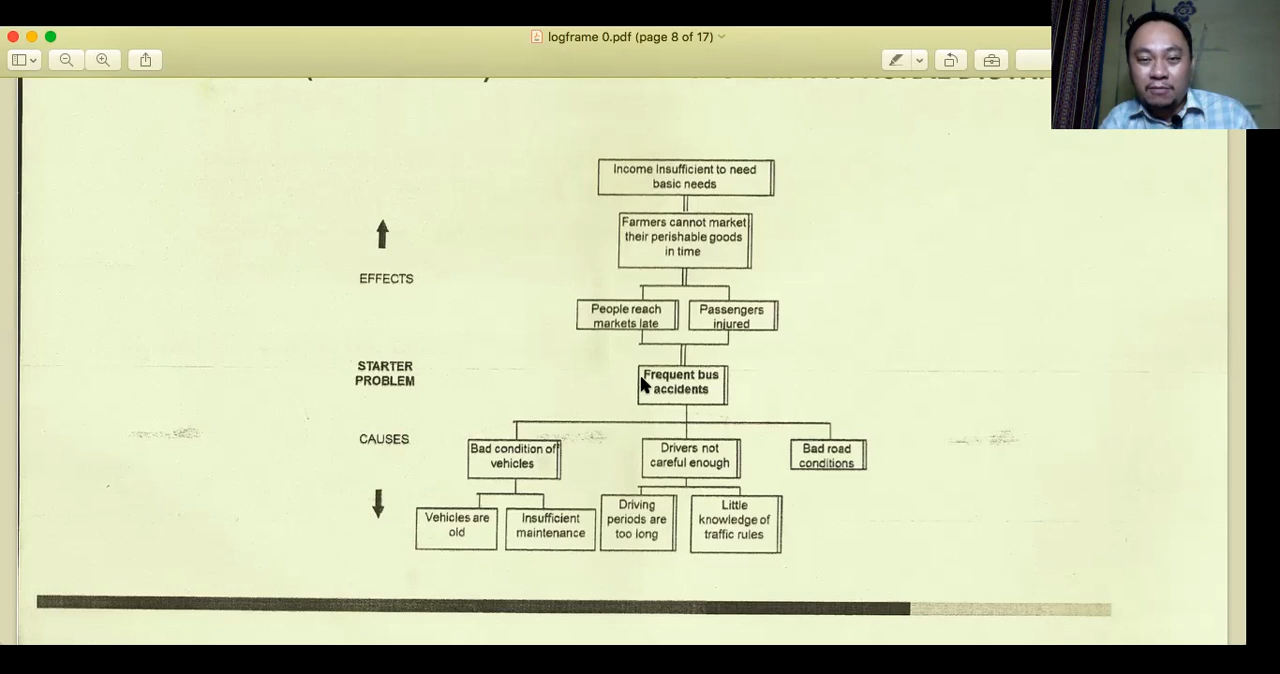 logframe 0.pdf (page 8 of 17)
Income Insufficient to need
basic needs
Farmers cannot market
their perishable goods
in time
EFFECTS
People reach
markets late
Passengers
injured
STARTER
PROBLEM
Frequent bus
accidents
CAUSES
Bad condition of
vehicles
Drivers not
careful enough
Bad road
conditions
Vehicles are
old
Insufficient
maintenance
Driving
periods are
too long
Little
knowledge of
traffic rules